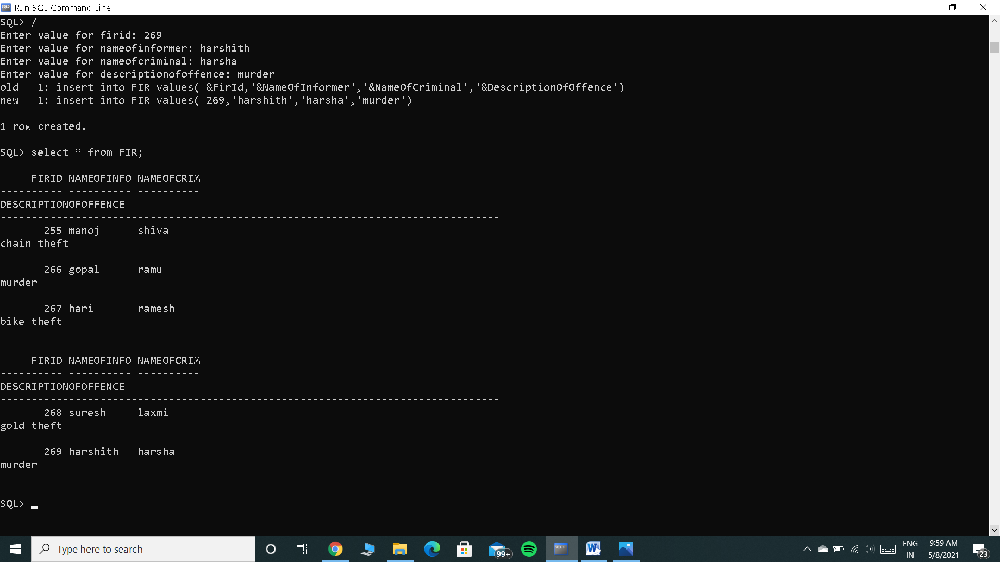 Run SQL Command Line
SQL> /
Enter value for firid: 269
Enter value for nameofinformer: harshith
Enter value for nameofcriminal: harsha
Enter value for descriptionofoffence: murder
old   1: insert into FIR values( &FirId,'&NameOfInformer','&NameOfCriminal','&DescriptionOfOffence')
new   1: insert into FIR values( 269,'harshith','harsha','murder')
1 row created.
SQL> select * from FIR;
     FIRID NAMEOFINFO NAMEOFCRIM
---------- ---------- ----------
DESCRIPTIONOFOFFENCE
--------------------------------------------------------------------------------
       255 manoj      shiva
chain theft
       266 gopal      ramu
murder
       267 hari       ramesh
bike theft
     FIRID NAMEOFINFO NAMEOFCRIM
---------- ---------- ----------
DESCRIPTIONOFOFFENCE
--------------------------------------------------------------------------------
       268 suresh     laxmi
gold theft
       269 harshith   harsha
murder
SQL>
Type here to search
99+
SQL>
W
ENG
IN
9:59 AM
5/8/2021
23